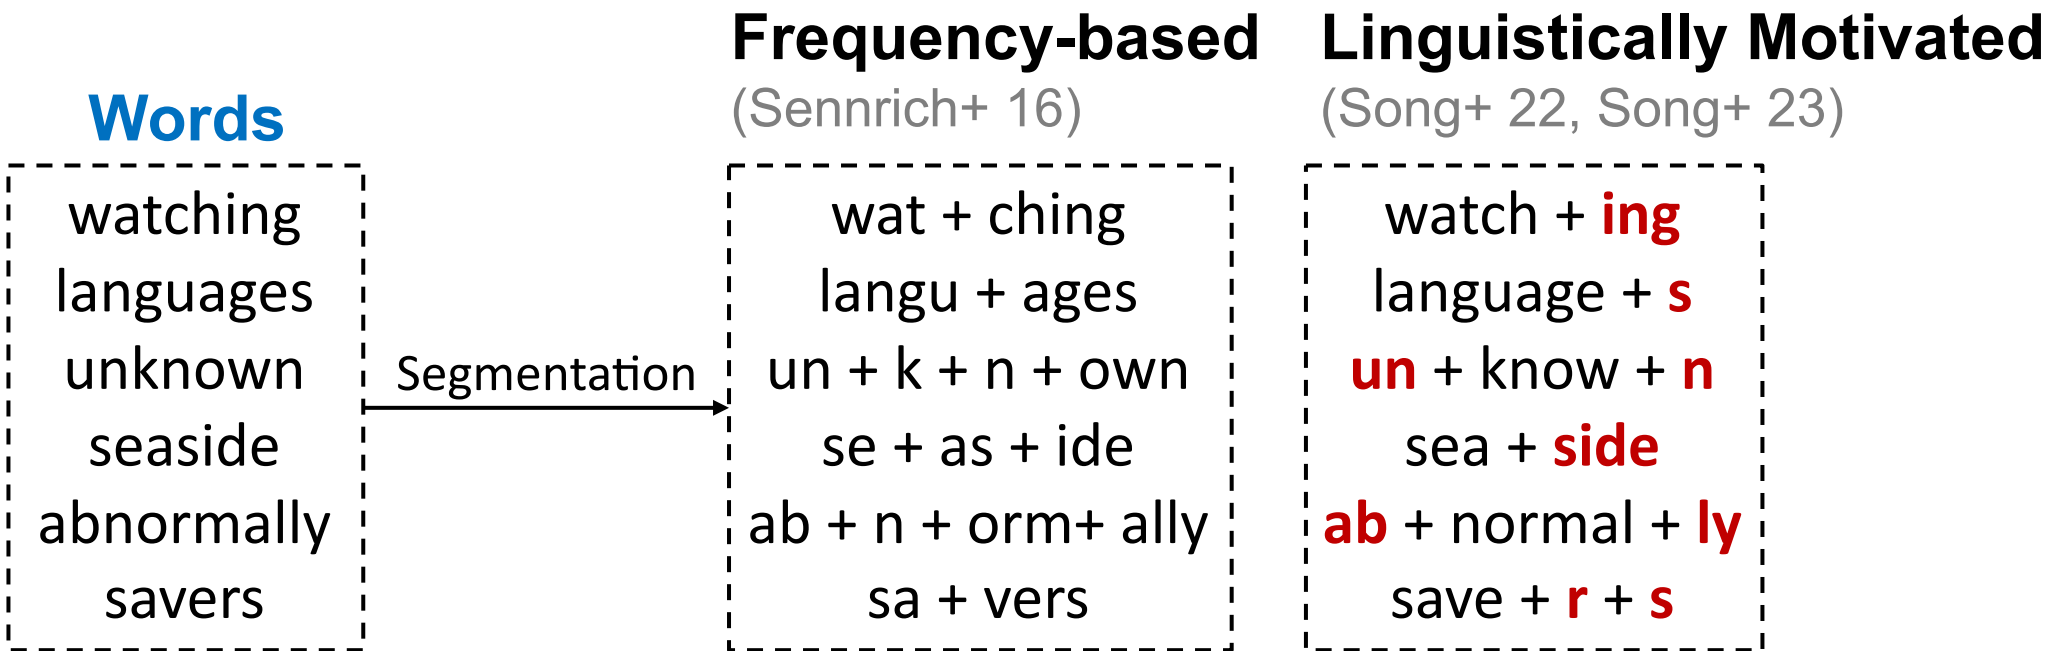 Words
watching
languages
unknown
seaside
abnormally
savers
Segmentation
Frequency-based
(Sennrich+ 16)
wat + ching
langu + ages
un + k + n + own
se + as + ide
ab + n + orm+ ally
sa + vers
Linguistically Motivated
(Song+ 22, Song+ 23)
watch + ing
language + s
un + know + n
sea + side
ab + normal + ly
save + r + s